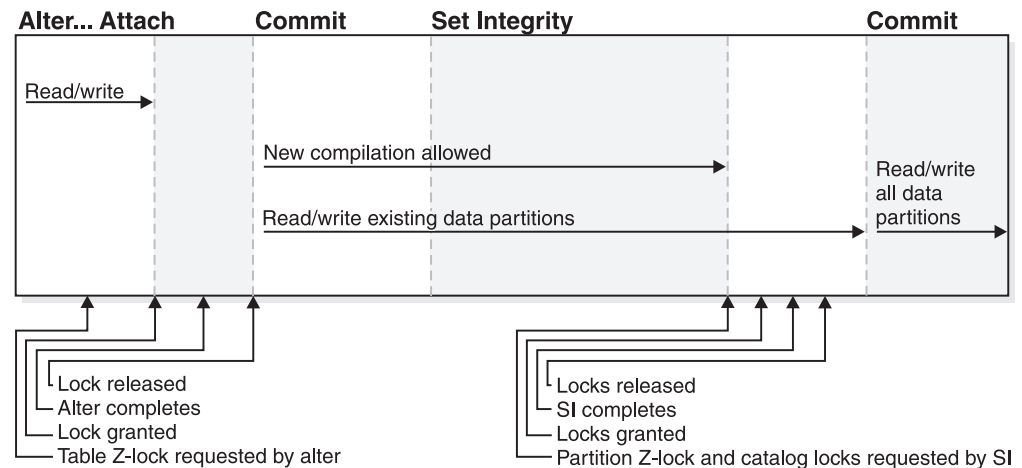 Alter... Attach
Commit
Set Integrity
Commit
Read/write
New compilation allowed
Read/write
all data
partitions
Read/write existing data partitions
Lock released
Alter completes
Lock granted
Table Z-lock requested by alter
Locks released
SI completes
Locks granted
Partition Z-lock and catalog locks requested by SI